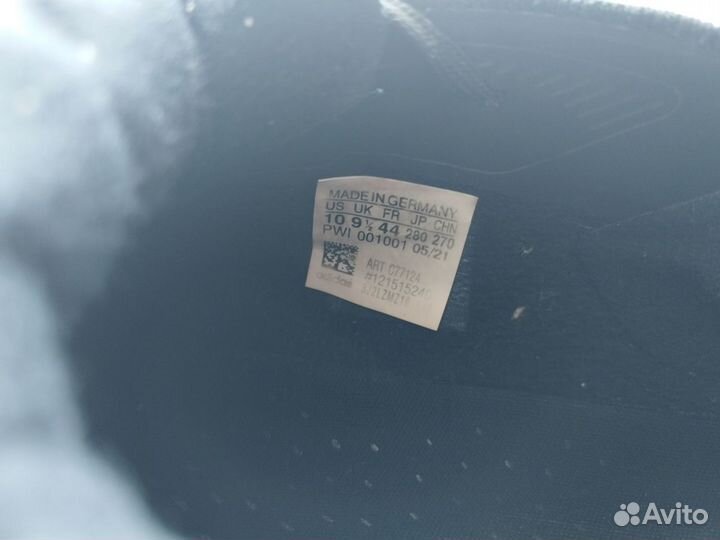 MADE IN GERMANY
US UK FR JP CHN
10 9½ 44 280 270
PWI 001001 05/21
ART 077124
#121515240
adidas
Avito